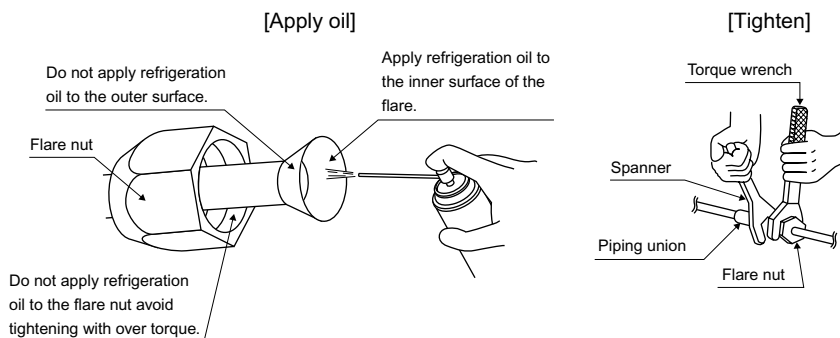 [Apply oil]
Do not apply refrigeration
oil to the outer surface.
Apply refrigeration oil to
the inner surface of the
flare.
Flare nut
Do not apply refrigeration
oil to the flare nut avoid
tightening with over torque.
[Tighten]
Torque wrench
Spanner
Piping union
Flare nut